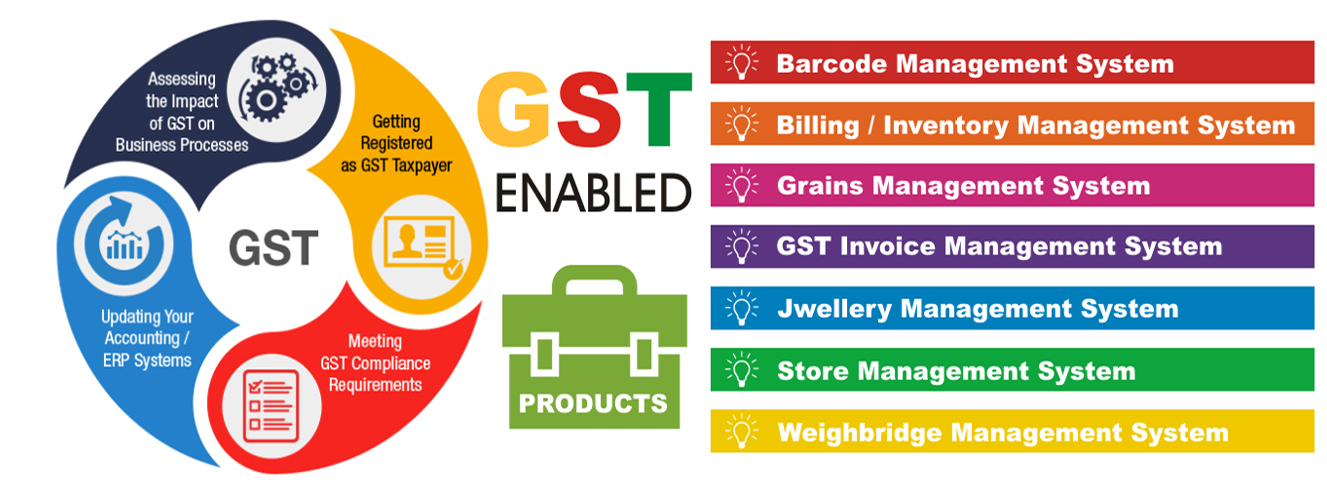 Assessing
the Impact
of GST on
Business Processes
Getting
Registered
as GST Taxpayer
GST
Updating Your
Accounting /
ERP Systems
Meeting
GST Compliance
Requirements
GST
ENABLED
PRODUCTS
Barcode Management System
Billing / Inventory Management System
Grains Management System
GST Invoice Management System
Jwellery Management System
Store Management System
Weighbridge Management System